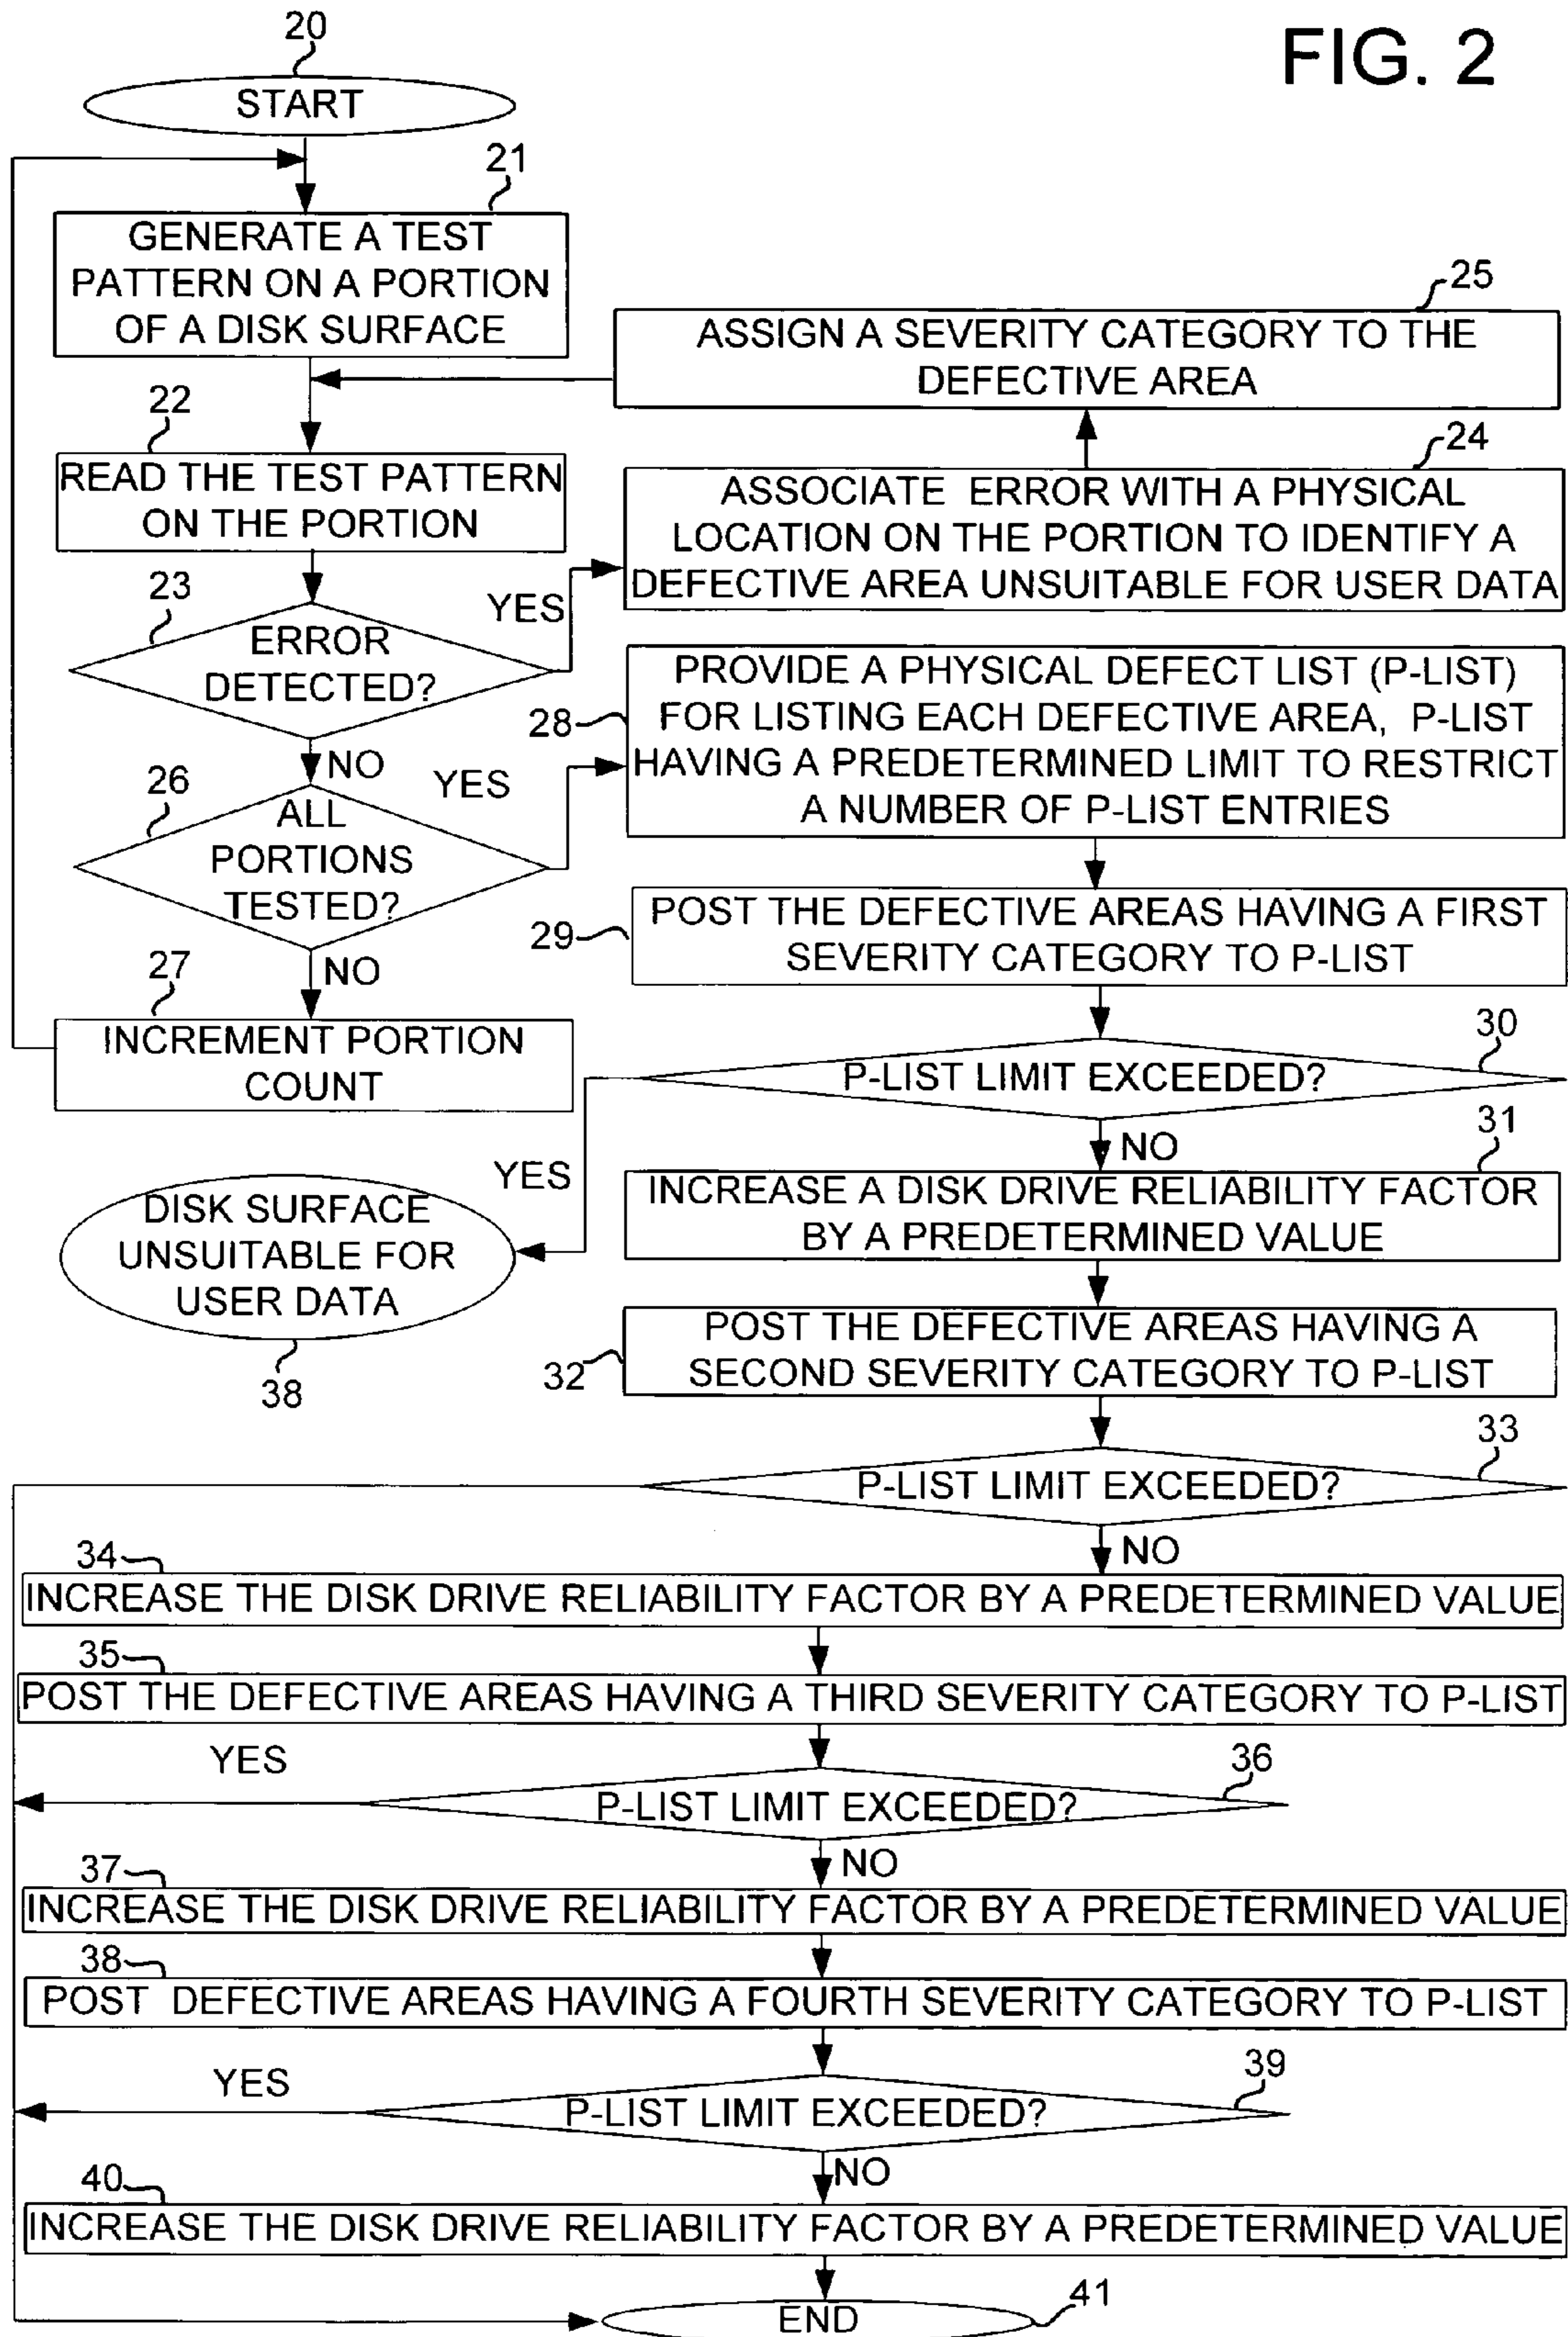 FIG. 2
20
START
21
GENERATE A TEST
PATTERN ON A PORTION
OF A DISK SURFACE
25
ASSIGN A SEVERITY CATEGORY TO THE
DEFECTIVE AREA
22
READ THE TEST PATTERN
ON THE PORTION
24
ASSOCIATE ERROR WITH A PHYSICAL
LOCATION ON THE PORTION TO IDENTIFY A
DEFECTIVE AREA UNSUITABLE FOR USER DATA
23
YES
ERROR
DETECTED?
NO
28
PROVIDE A PHYSICAL DEFECT LIST (P-LIST)
FOR LISTING EACH DEFECTIVE AREA, P-LIST
HAVING A PREDETERMINED LIMIT TO RESTRICT
A NUMBER OF P-LIST ENTRIES
26
YES
ALL
PORTIONS
TESTED?
NO
29
POST THE DEFECTIVE AREAS HAVING A FIRST
SEVERITY CATEGORY TO P-LIST
27
INCREMENT PORTION
COUNT
30
P-LIST LIMIT EXCEEDED?
NO
YES
31
INCREASE A DISK DRIVE RELIABILITY FACTOR
BY A PREDETERMINED VALUE
DISK SURFACE
UNSUITABLE FOR
USER DATA
38
32
POST THE DEFECTIVE AREAS HAVING A
SECOND SEVERITY CATEGORY TO P-LIST
33
P-LIST LIMIT EXCEEDED?
NO
34
INCREASE THE DISK DRIVE RELIABILITY FACTOR BY A PREDETERMINED VALUE
35
POST THE DEFECTIVE AREAS HAVING A THIRD SEVERITY CATEGORY TO P-LIST
YES
36
P-LIST LIMIT EXCEEDED?
NO
37
INCREASE THE DISK DRIVE RELIABILITY FACTOR BY A PREDETERMINED VALUE
38
POST DEFECTIVE AREAS HAVING A FOURTH SEVERITY CATEGORY TO P-LIST
YES
39
P-LIST LIMIT EXCEEDED?
NO
40
INCREASE THE DISK DRIVE RELIABILITY FACTOR BY A PREDETERMINED VALUE
END
41